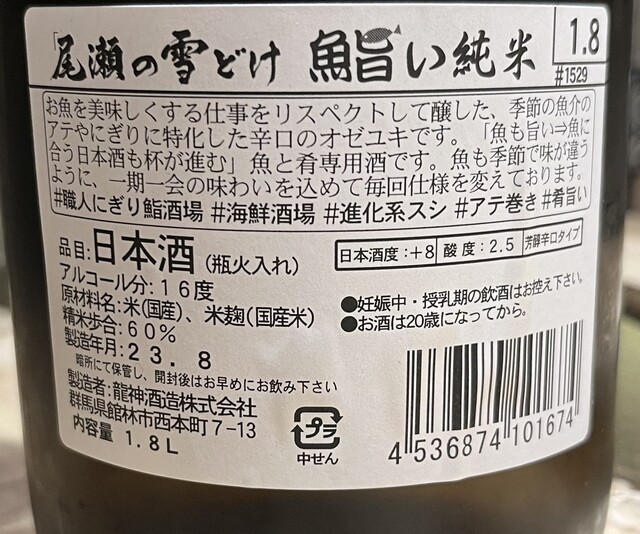 「尾瀬の雪どけ 魚旨い純米
1.8
#1529
お魚を美味しくする仕事をリスペクトして醸した、季節の魚介の
アテやにぎりに特化した辛口のオゼユキです。「魚も旨い⇒魚に
合う日本酒も杯が進む」魚と肴専用酒です。魚も季節で味が違う
ように、一期一会の味わいを込めて毎回仕様を変えております。
#職人にぎり鮨酒場 #海鮮酒場 #進化系スシ #アテ巻き #肴旨い
品目:日本酒(瓶火入れ)
日本酒度:+8 酸度:2.5 芳醇辛口タイプ
アルコール分:16度
原材料名:米(国産)、米麹(国産米)
精米歩合:60%
製造年月:23.8
●妊娠中・授乳期の飲酒はお控え下さい。
●お酒は20歳になってから。
暗所にて保管し、開封後はお早めにお飲み下さい
製造者:龍神酒造株式会社
群馬県館林市西本町7-13
内容量 1.8L
プラ
中せん
4 536874 101674